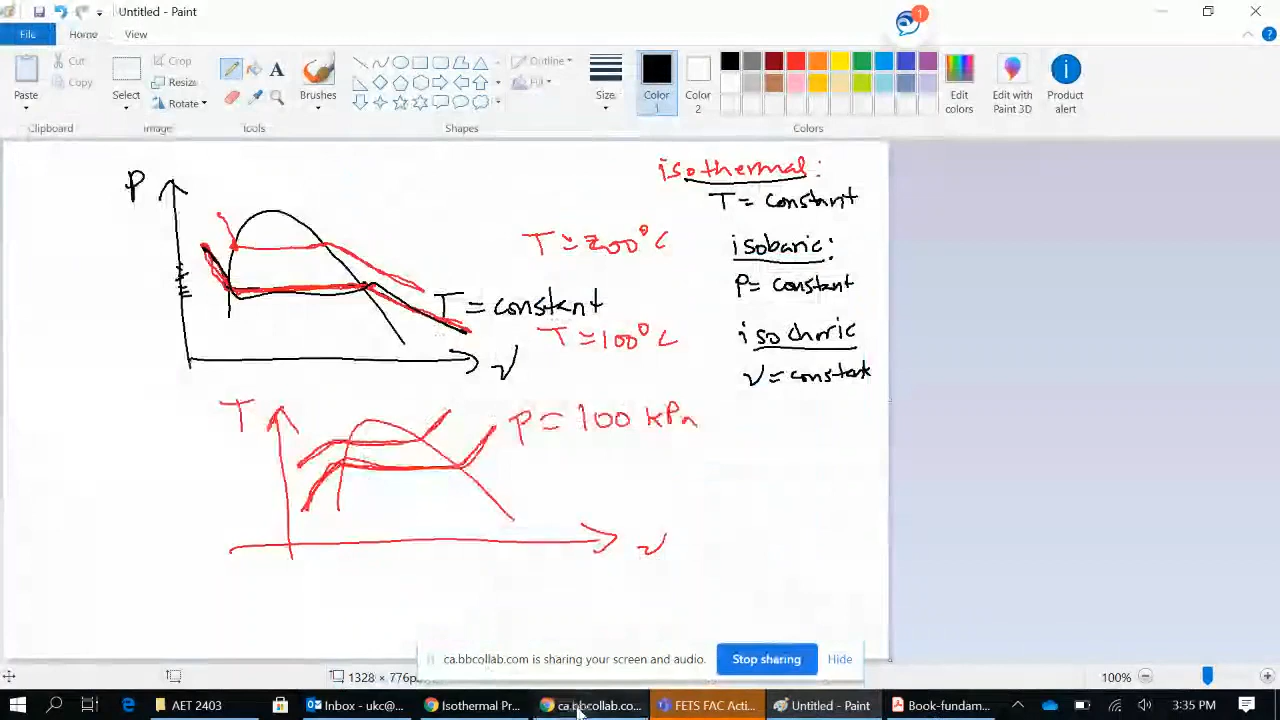 Untitled - Paint
1
File
Home
View
Paste
Cut
Copy
Clipboard
Select
Crop
Resize
Rotate
Image
A
Tools
Brushes
Shapes
Outline
Fill
Size
Color
1
Color
2
Colors
Edit
colors
Edit with
Paint 3D
Product
alert
P
isothermal:
T = constant
T = 200° C
isobaric:
P = constant
T = constant
T = 100° C
isochoric
ν = constant
ν
T
P = 100 kPa
ν
ca.bbcollab.com is sharing your screen and audio.
Stop sharing
Hide
1328 × 776px
100%
AET 2403
Inbox - ukc@...
Isothermal Pr...
ca.bbcollab.co...
FETS FAC Acti...
Untitled - Paint
Book-fundam...
3:35 PM